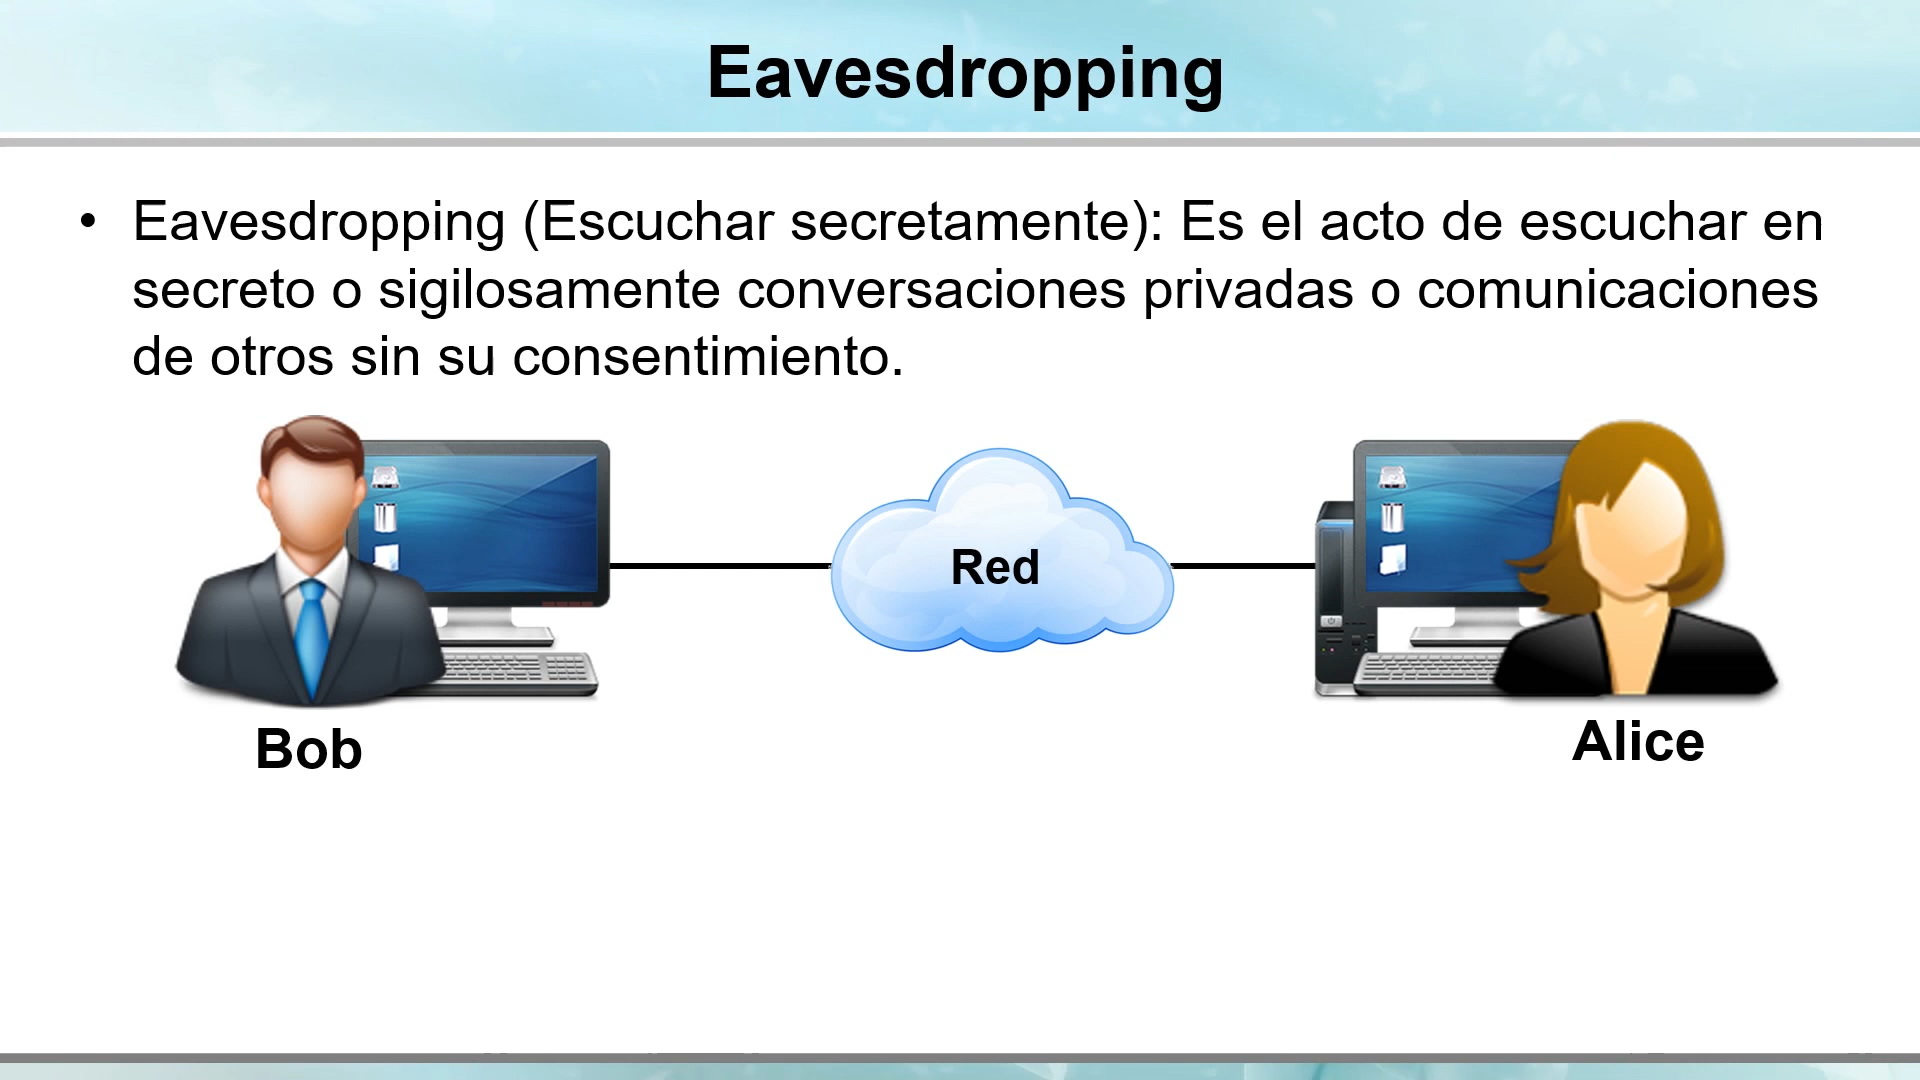 Eavesdropping
• Eavesdropping (Escuchar secretamente): Es el acto de escuchar en
secreto o sigilosamente conversaciones privadas o comunicaciones
de otros sin su consentimiento.
Red
Bob
Alice